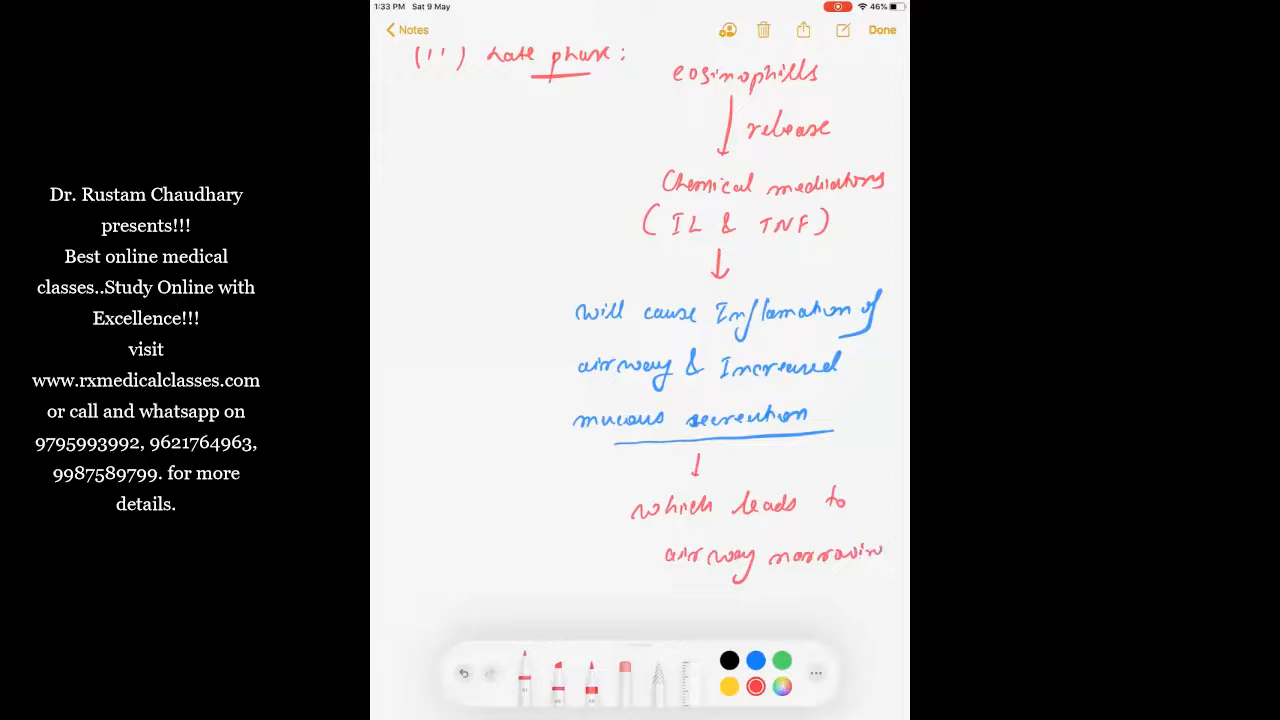 1:33 PM Sat 9 May
46%
Notes
Done
(ii) Late phase:
eosinophills
release
Chemical mediators
(IL & TNF)
will cause Inflamation of
airway & Increased
mucous secreution
which leads to
airway narrowin
Dr. Rustam Chaudhary
presents!!!
Best online medical
classes..Study Online with
Excellence!!!
visit
www.rxmedicalclasses.com
or call and whatsapp on
9795993992, 9621764963,
9987589799. for more
details.